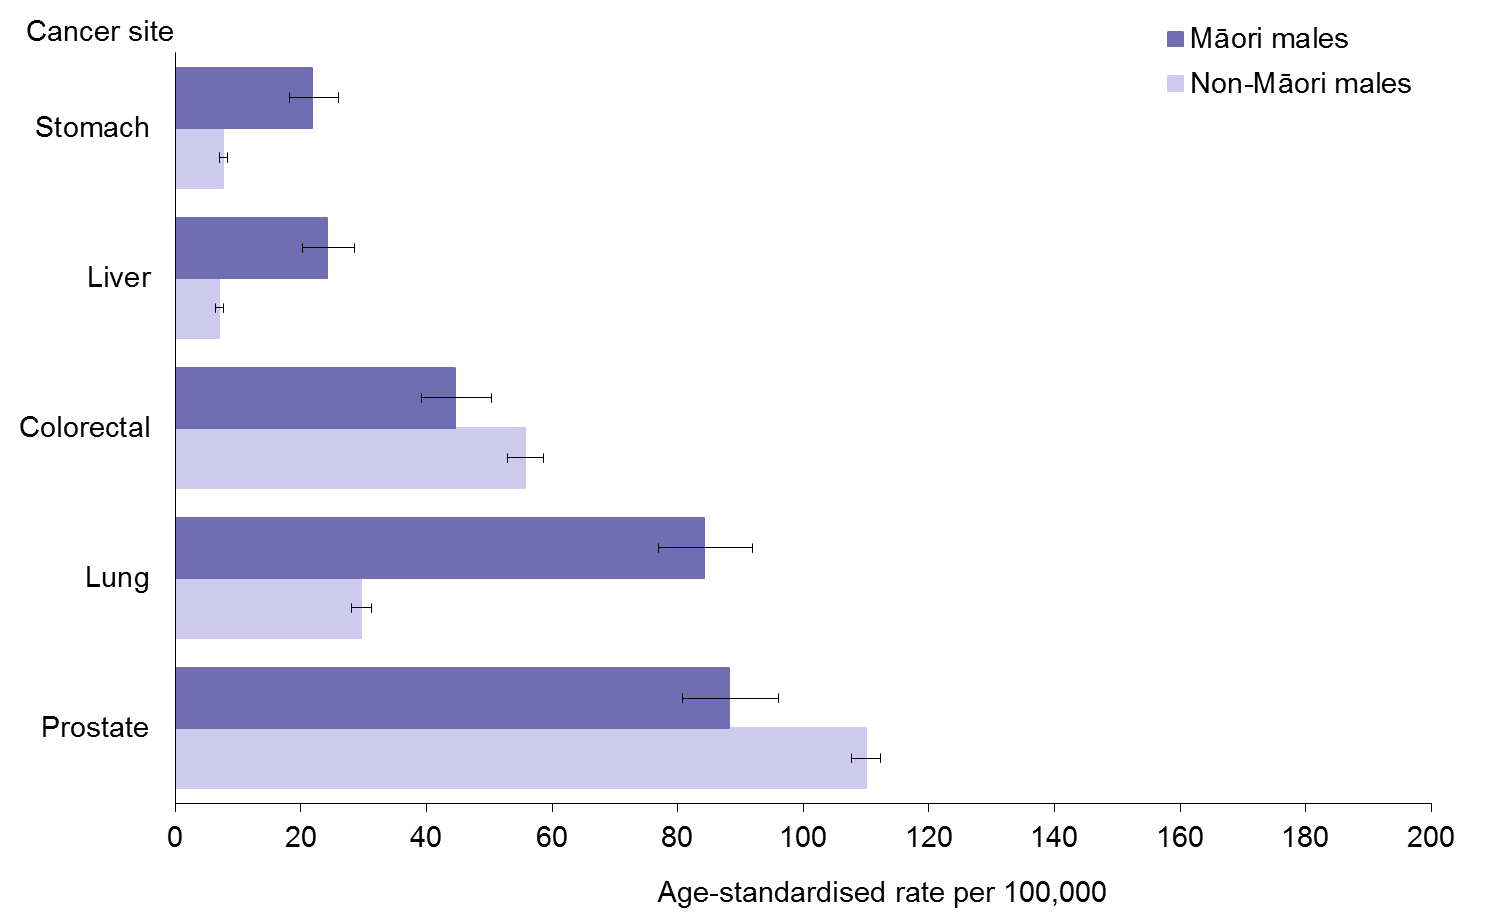 Cancer site
Māori males
Non-Māori males
Stomach
Liver
Colorectal
Lung
Prostate
0 20 40 60 80 100 120 140 160 180 200
Age-standardised rate per 100,000